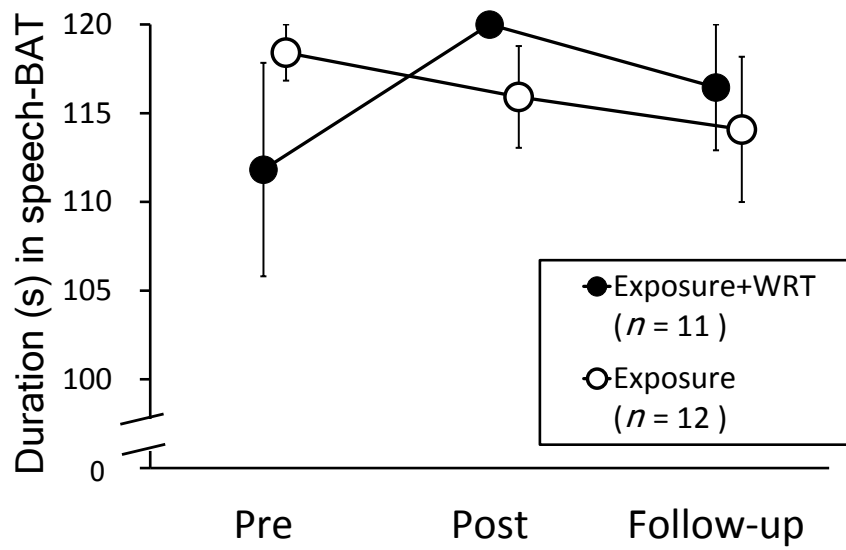 Duration (s) in speech-BAT
120
115
110
105
100
0
Exposure+WRT
(n = 11 )
Exposure
(n = 12 )
Pre Post Follow-up